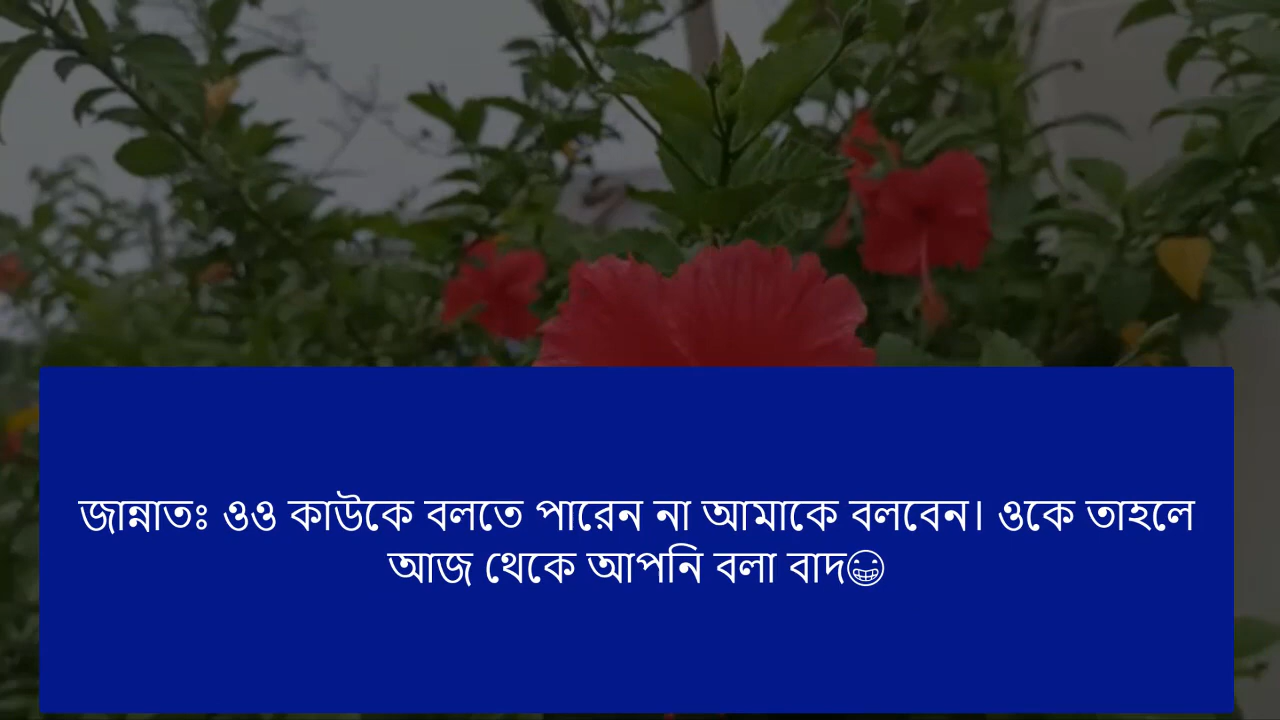 জান্নাতঃ ওও কাউকে বলতে পারেন না আমাকে বলবেন। ওকে তাহলে
আজ থেকে আপনি বলা বাদ😁